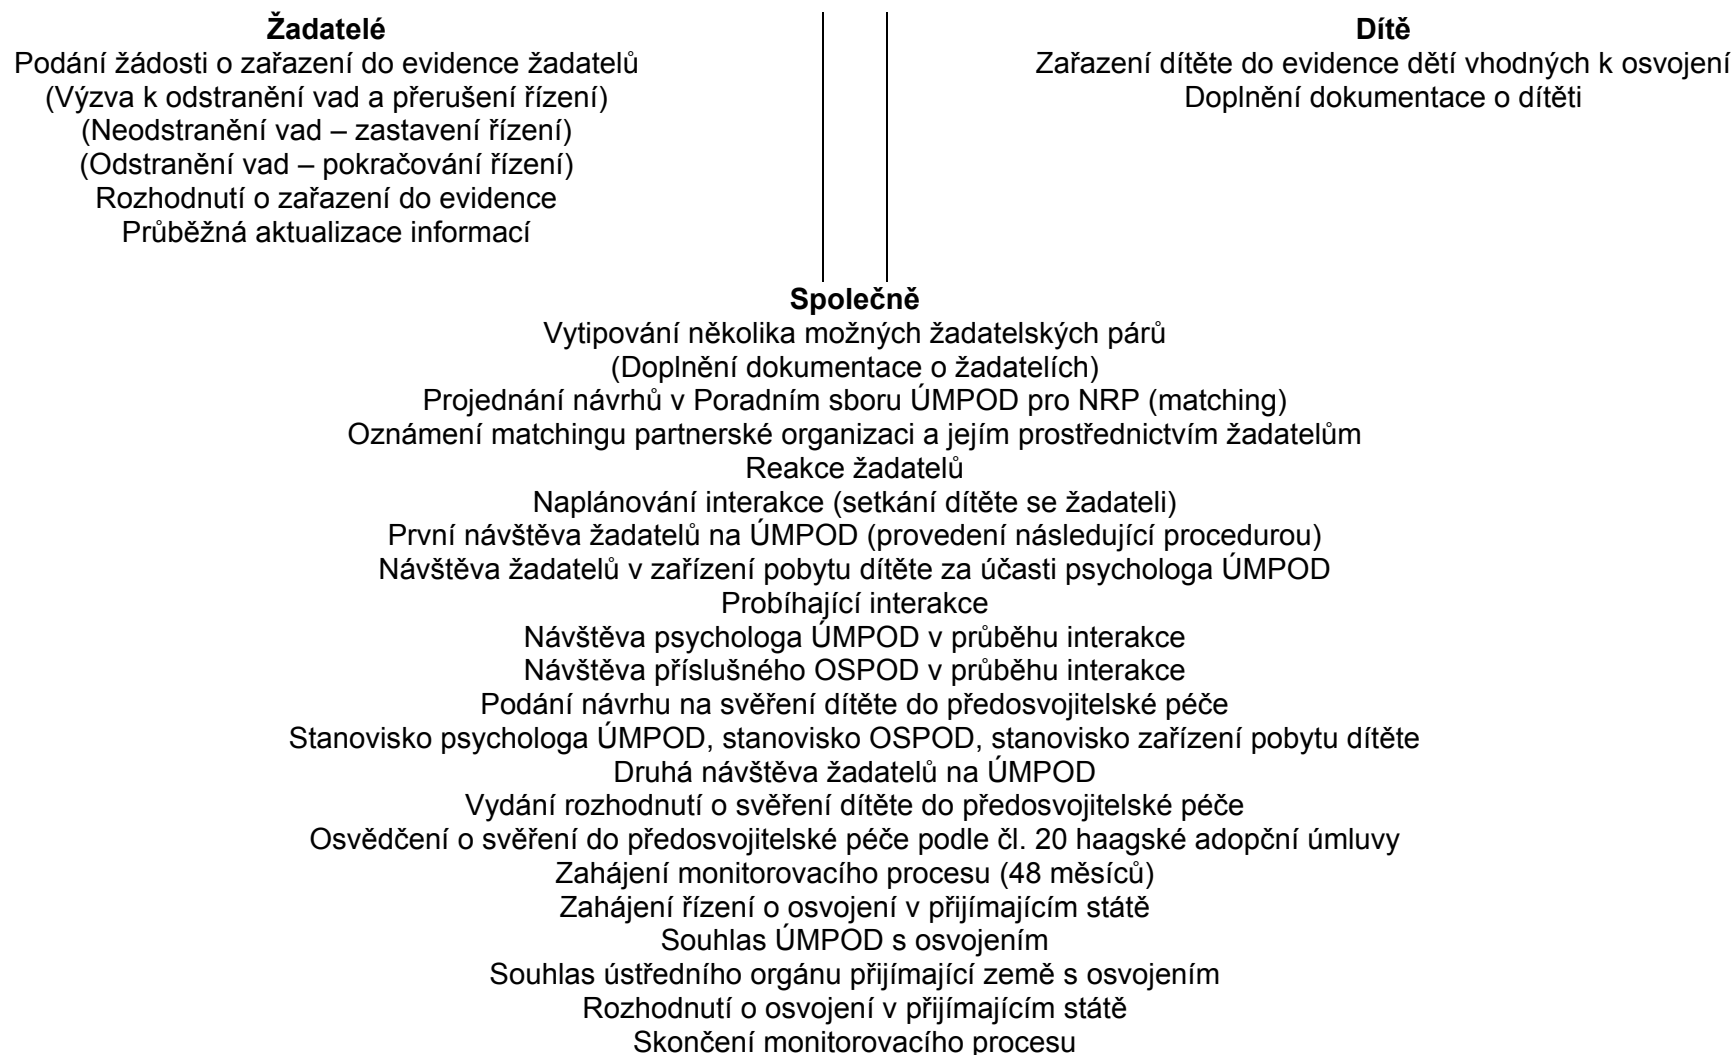 Žadatelé
Podání žádosti o zařazení do evidence žadatelů
(Výzva k odstranění vad a přerušení řízení)
(Neodstranění vad – zastavení řízení)
(Odstranění vad – pokračování řízení)
Rozhodnutí o zařazení do evidence
Průběžná aktualizace informací
Dítě
Zařazení dítěte do evidence dětí vhodných k osvojení
Doplnění dokumentace o dítěti
Společně
Vytipování několika možných žadatelských párů
(Doplnění dokumentace o žadatelích)
Projednání návrhů v Poradním sboru ÚMPOD pro NRP (matching)
Oznámení matchingu partnerské organizaci a jejím prostřednictvím žadatelům
Reakce žadatelů
Naplánování interakce (setkání dítěte se žadateli)
První návštěva žadatelů na ÚMPOD (provedení následující procedurou)
Návštěva žadatelů v zařízení pobytu dítěte za účasti psychologa ÚMPOD
Probíhající interakce
Návštěva psychologa ÚMPOD v průběhu interakce
Návštěva příslušného OSPOD v průběhu interakce
Podání návrhu na svěření dítěte do předosvojitelské péče
Stanovisko psychologa ÚMPOD, stanovisko OSPOD, stanovisko zařízení pobytu dítěte
Druhá návštěva žadatelů na ÚMPOD
Vydání rozhodnutí o svěření dítěte do předosvojitelské péče
Osvědčení o svěření do předosvojitelské péče podle čl. 20 haagské adopční úmluvy
Zahájení monitorovacího procesu (48 měsíců)
Zahájení řízení o osvojení v přijímajícím státě
Souhlas ÚMPOD s osvojením
Souhlas ústředního orgánu přijímající země s osvojením
Rozhodnutí o osvojení v přijímajícím státě
Skončení monitorovacího procesu